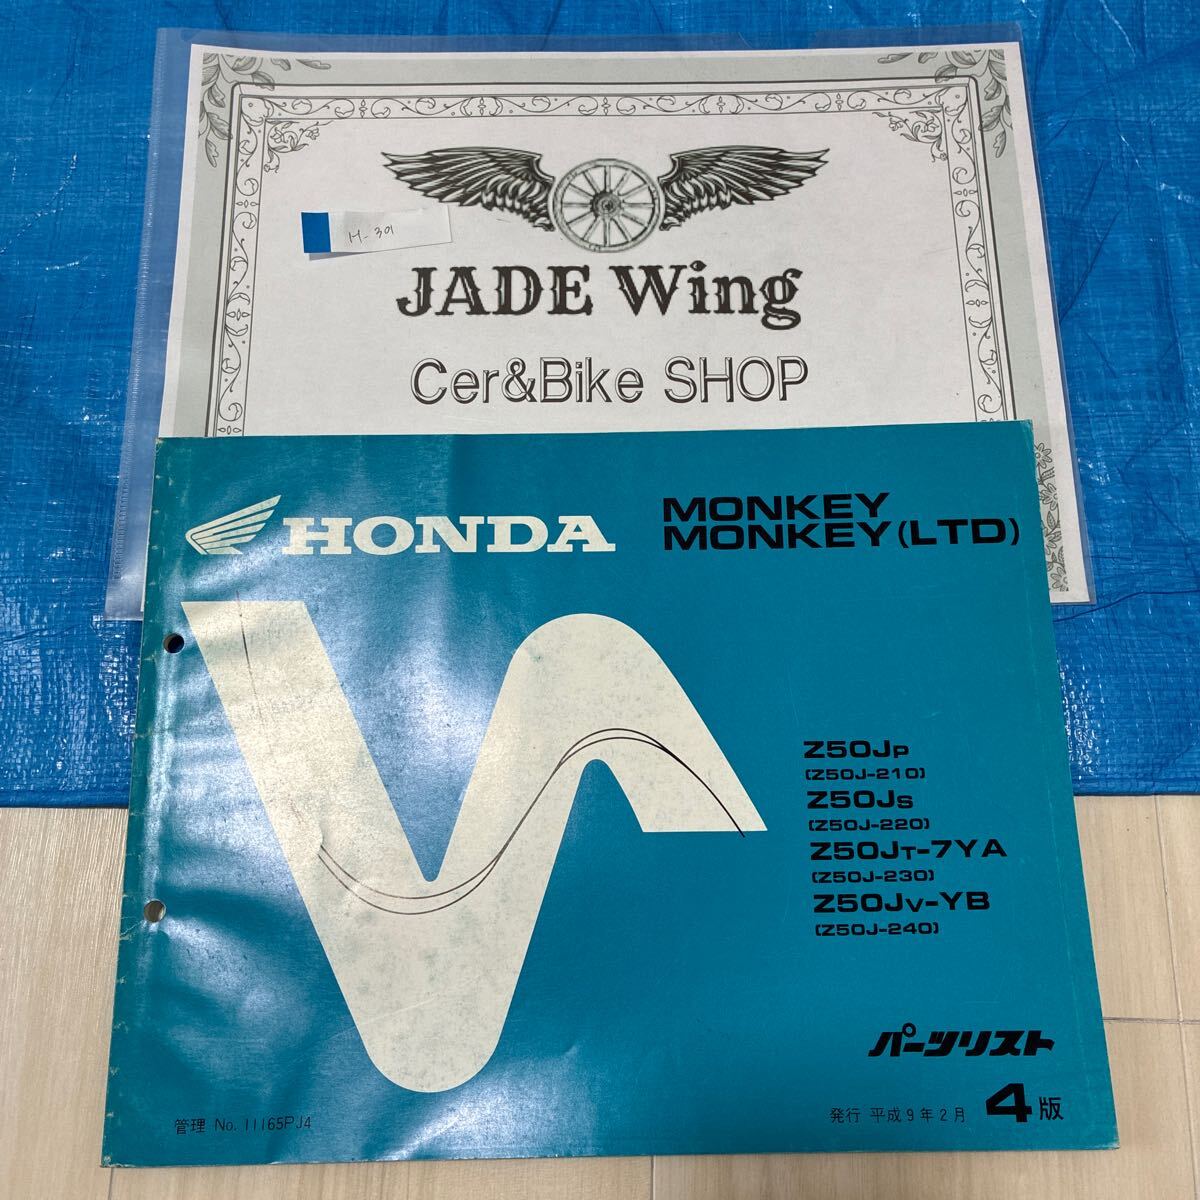 H-301
JADE Wing
Cer&Bike SHOP
HONDA
MONKEY
MONKEY (LTD)
Z50JP
(Z50J-210)
Z50JS
(Z50J-220)
Z50JT-7YA
(Z50J-230)
Z50JV-YB
(Z50J-240)
パーツリスト
管理 No. 11165PJ4
発行 平成9年2月 4版